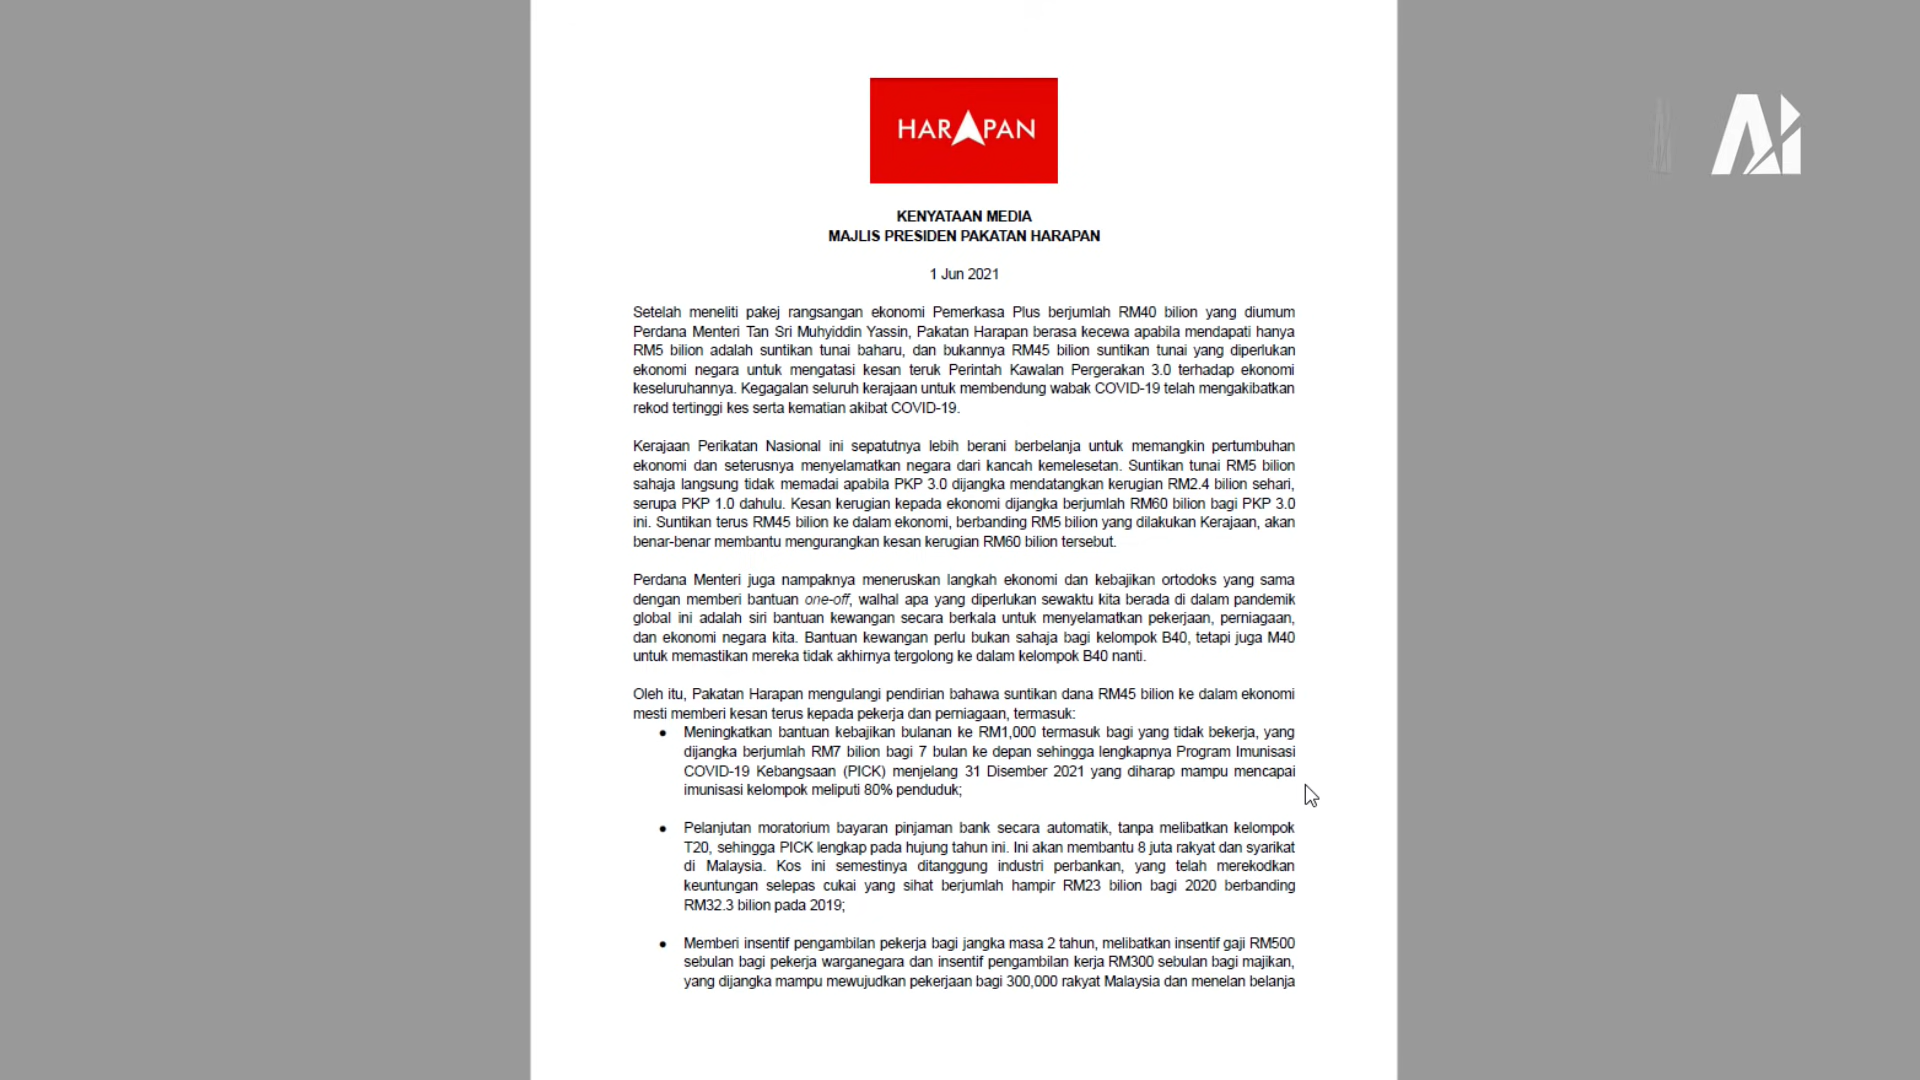 HARAPAN
Ai
KENYATAAN MEDIA
MAJLIS PRESIDEN PAKATAN HARAPAN
1 Jun 2021
Setelah meneliti pakej rangsangan ekonomi Pemerkasa Plus berjumlah RM40 bilion yang diumum
Perdana Menteri Tan Sri Muhyiddin Yassin, Pakatan Harapan berasa kecewa apabila mendapati hanya
RM5 bilion adalah suntikan tunai baharu, dan bukannya RM45 bilion suntikan tunai yang diperlukan
ekonomi negara untuk mengatasi kesan teruk Perintah Kawalan Pergerakan 3.0 terhadap ekonomi
keseluruhannya. Kegagalan seluruh kerajaan untuk membendung wabak COVID-19 telah mengakibatkan
rekod tertinggi kes serta kematian akibat COVID-19.
Kerajaan Perikatan Nasional ini sepatutnya lebih berani berbelanja untuk memangkin pertumbuhan
ekonomi dan seterusnya menyelamatkan negara dari kancah kemelesetan. Suntikan tunai RM5 bilion
sahaja langsung tidak memadai apabila PKP 3.0 dijangka mendatangkan kerugian RM2.4 bilion sehari,
serupa PKP 1.0 dahulu. Kesan kerugian kepada ekonomi dijangka berjumlah RM60 bilion bagi PKP 3.0
ini. Suntikan terus RM45 bilion ke dalam ekonomi, berbanding RM5 bilion yang dilakukan Kerajaan, akan
benar-benar membantu mengurangkan kesan kerugian RM60 bilion tersebut.
Perdana Menteri juga nampaknya meneruskan langkah ekonomi dan kebajikan ortodoks yang sama
dengan memberi bantuan one-off, walhal apa yang diperlukan sewaktu kita berada di dalam pandemik
global ini adalah siri bantuan kewangan secara berkala untuk menyelamatkan pekerjaan, perniagaan,
dan ekonomi negara kita. Bantuan kewangan perlu bukan sahaja bagi kelompok B40, tetapi juga M40
untuk memastikan mereka tidak akhirnya tergolong ke dalam kelompok B40 nanti.
Oleh itu, Pakatan Harapan mengulangi pendirian bahawa suntikan dana RM45 bilion ke dalam ekonomi
mesti memberi kesan terus kepada pekerja dan perniagaan, termasuk:
• Meningkatkan bantuan kebajikan bulanan ke RM1,000 termasuk bagi yang tidak bekerja, yang
dijangka berjumlah RM7 bilion bagi 7 bulan ke depan sehingga lengkapnya Program Imunisasi
COVID-19 Kebangsaan (PICK) menjelang 31 Disember 2021 yang diharap mampu mencapai
imunisasi kelompok meliputi 80% penduduk;
• Pelanjutan moratorium bayaran pinjaman bank secara automatik, tanpa melibatkan kelompok
T20, sehingga PICK lengkap pada hujung tahun ini. Ini akan membantu 8 juta rakyat dan syarikat
di Malaysia. Kos ini semestinya ditanggung industri perbankan, yang telah merekodkan
keuntungan selepas cukai yang sihat berjumlah hampir RM23 bilion bagi 2020 berbanding
RM32.3 bilion pada 2019;
• Memberi insentif pengambilan pekerja bagi jangka masa 2 tahun, melibatkan insentif gaji RM500
sebulan bagi pekerja warganegara dan insentif pengambilan kerja RM300 sebulan bagi majikan,
yang dijangka mampu mewujudkan pekerjaan bagi 300,000 rakyat Malaysia dan menelan belanja